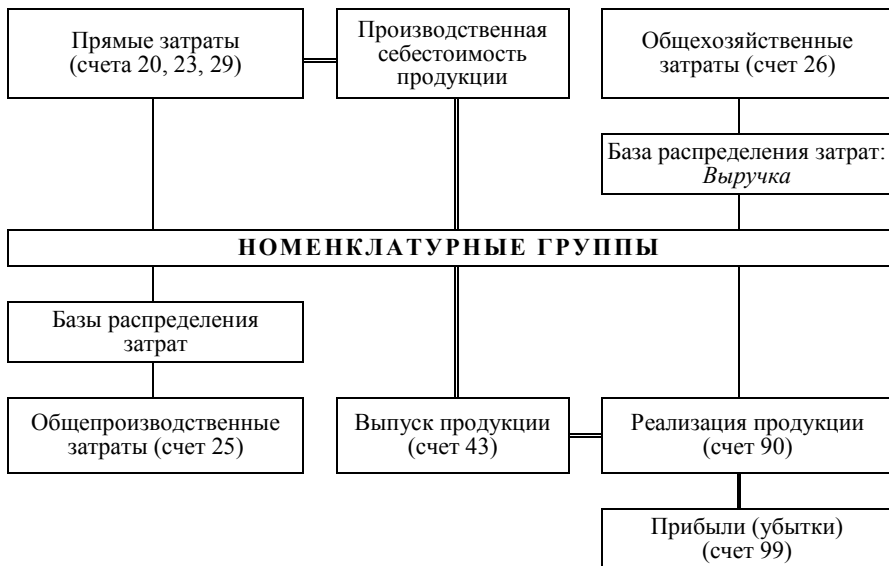 Прямые затраты
(счета 20, 23, 29)
Производственная
себестоимость
продукции
Общехозяйственные
затраты (счет 26)
База распределения затрат:
Выручка
НОМЕНКЛАТУРНЫЕ ГРУППЫ
Базы распределения
затрат
Общепроизводственные
затраты (счет 25)
Выпуск продукции
(счет 43)
Реализация продукции
(счет 90)
Прибыли (убытки)
(счет 99)